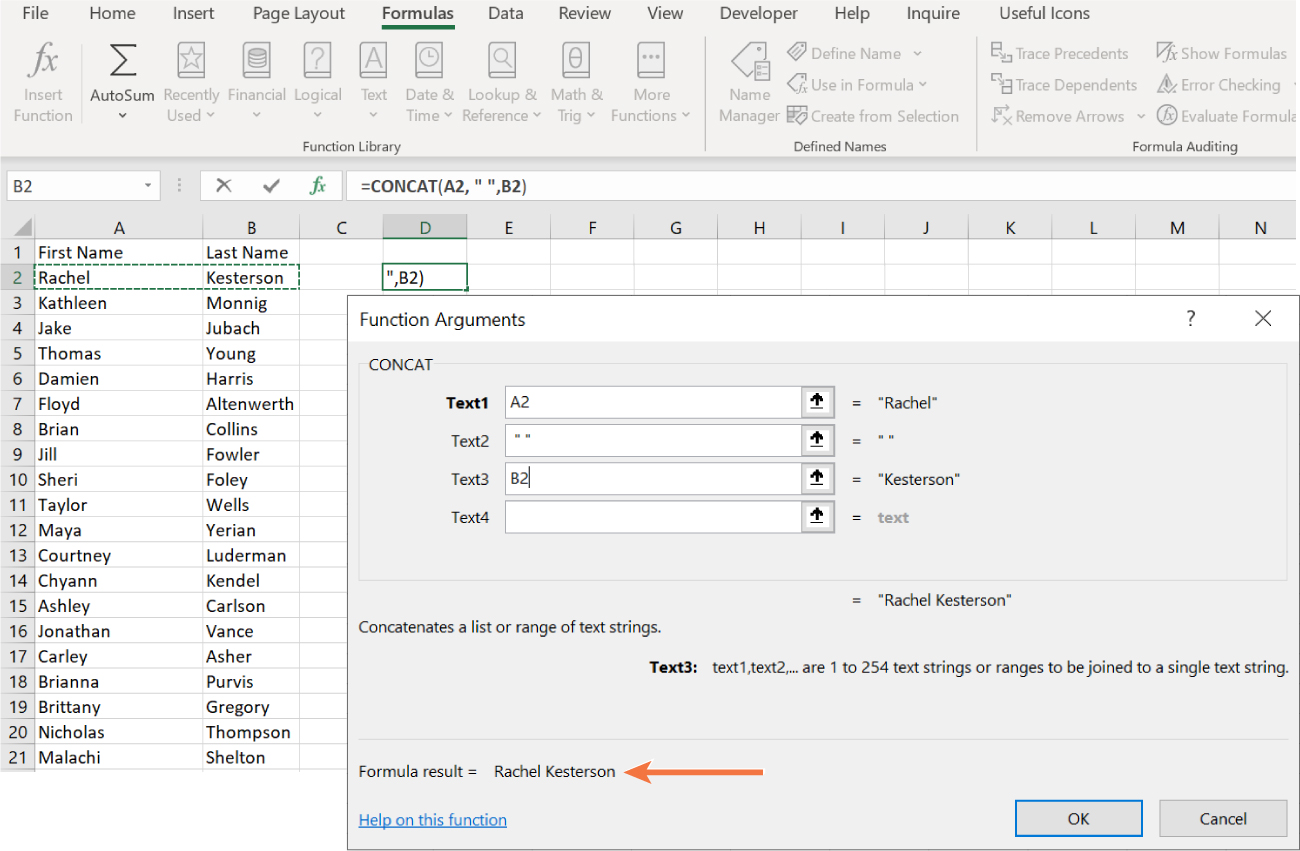 File Home Insert Page Layout Formulas Data Review View Developer Help Inquire Useful Icons
fx Insert Function
AutoSum
Recently Used
Financial
Logical
Text
Date & Time
Lookup & Reference
Math & Trig
More Functions
Function Library
Name Manager
Define Name
Use in Formula
Create from Selection
Defined Names
Trace Precedents
Trace Dependents
Remove Arrows
Show Formulas
Error Checking
Evaluate Formula
Formula Auditing
B2 fx =CONCAT(A2, " ",B2)
A B C D E F G H I J K L M N
1 First Name Last Name
2 Rachel Kesterson ",B2)
3 Kathleen Monnig
4 Jake Jubach
5 Thomas Young
6 Damien Harris
7 Floyd Altenwerth
8 Brian Collins
9 Jill Fowler
10 Sheri Foley
11 Taylor Wells
12 Maya Yerian
13 Courtney Luderman
14 Chyann Kendel
15 Ashley Carlson
16 Jonathan Vance
17 Carley Asher
18 Brianna Purvis
19 Brittany Gregory
20 Nicholas Thompson
21 Malachi Shelton
Function Arguments ?
CONCAT
Text1 A2 = "Rachel"
Text2 " " = " "
Text3 B2 = "Kesterson"
Text4 = text
= "Rachel Kesterson"
Concatenates a list or range of text strings.
Text3: text1,text2,... are 1 to 254 text strings or ranges to be joined to a single text string.
Formula result = Rachel Kesterson
Help on this function
OK Cancel